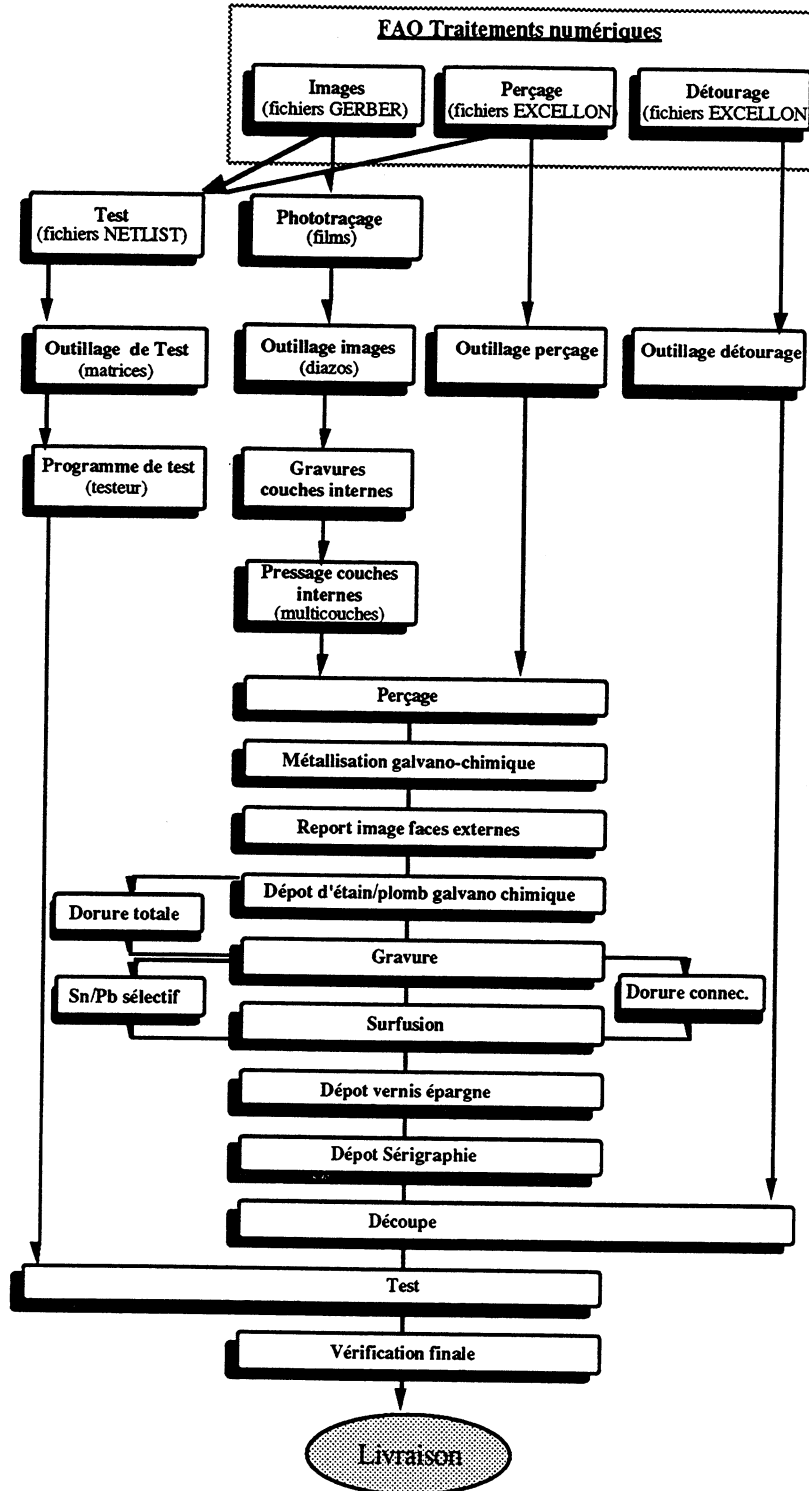 FAO Traitements numériques
Images
(fichiers GERBER)
Perçage
(fichiers EXCELLON)
Détourage
(fichiers EXCELLON)
Test
(fichiers NETLIST)
Phototraçage
(films)
Outillage de Test
(matrices)
Outillage images
(diazos)
Outillage perçage
Outillage détourage
Programme de test
(testeur)
Gravures
couches internes
Pressage couches
internes
(multicouches)
Perçage
Métallisation galvano-chimique
Report image faces externes
Dépot d'étain/plomb galvano chimique
Dorure totale
Gravure
Sn/Pb sélectif
Dorure connec.
Surfusion
Dépot vernis épargne
Dépot Sérigraphie
Découpe
Test
Vérification finale
Livraison